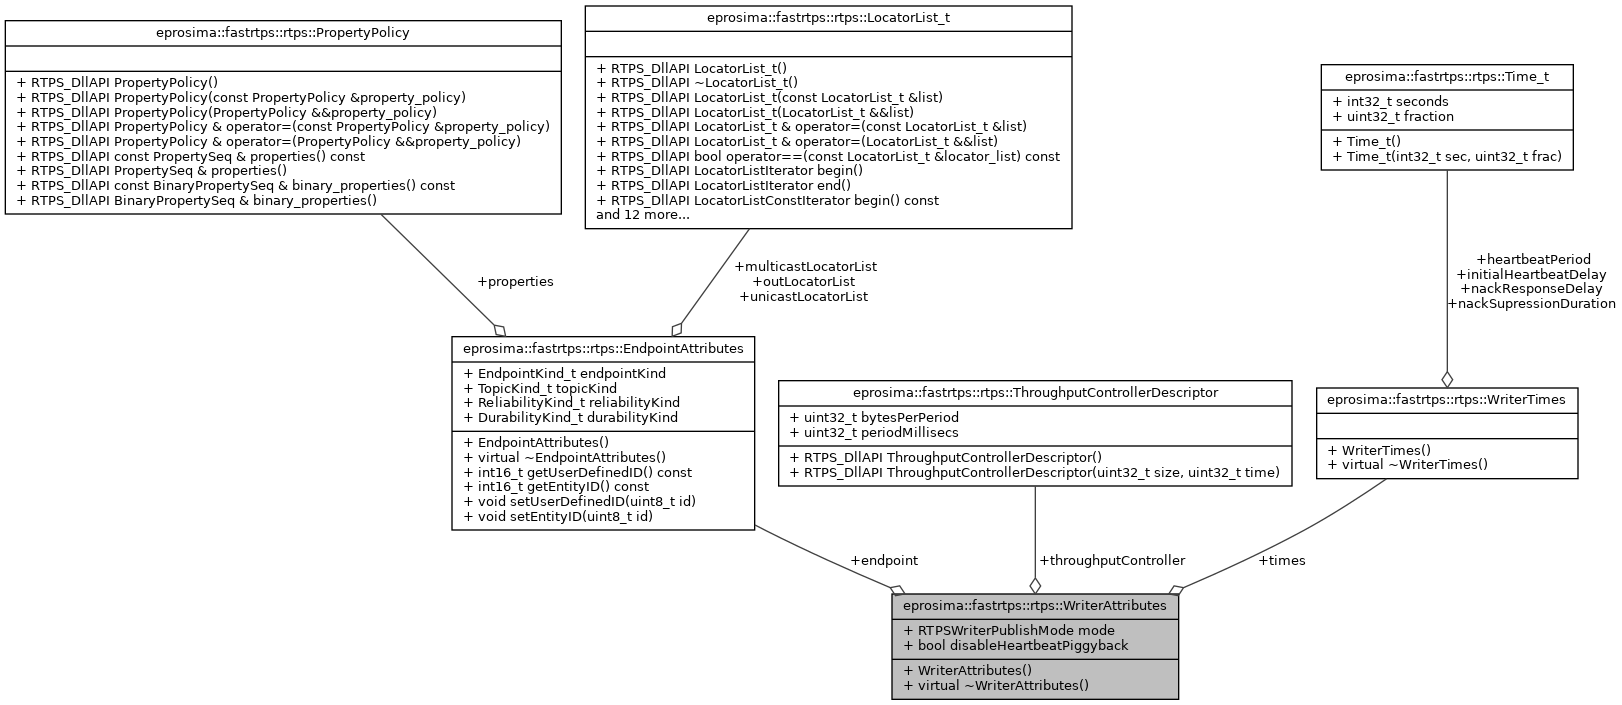 eprosima::fastrtps::rtps::PropertyPolicy
+ RTPS_DllAPI PropertyPolicy()
+ RTPS_DllAPI PropertyPolicy(const PropertyPolicy &property_policy)
+ RTPS_DllAPI PropertyPolicy(PropertyPolicy &&property_policy)
+ RTPS_DllAPI PropertyPolicy & operator=(const PropertyPolicy &property_policy)
+ RTPS_DllAPI PropertyPolicy & operator=(PropertyPolicy &&property_policy)
+ RTPS_DllAPI const PropertySeq & properties() const
+ RTPS_DllAPI PropertySeq & properties()
+ RTPS_DllAPI const BinaryPropertySeq & binary_properties() const
+ RTPS_DllAPI BinaryPropertySeq & binary_properties()
eprosima::fastrtps::rtps::LocatorList_t
+ RTPS_DllAPI LocatorList_t()
+ RTPS_DllAPI ~LocatorList_t()
+ RTPS_DllAPI LocatorList_t(const LocatorList_t &list)
+ RTPS_DllAPI LocatorList_t(LocatorList_t &&list)
+ RTPS_DllAPI LocatorList_t & operator=(const LocatorList_t &list)
+ RTPS_DllAPI LocatorList_t & operator=(LocatorList_t &&list)
+ RTPS_DllAPI bool operator==(const LocatorList_t &locator_list) const
+ RTPS_DllAPI LocatorListIterator begin()
+ RTPS_DllAPI LocatorListIterator end()
+ RTPS_DllAPI LocatorListConstIterator begin() const
and 12 more...
eprosima::fastrtps::rtps::Time_t
+ int32_t seconds
+ uint32_t fraction
+ Time_t()
+ Time_t(int32_t sec, uint32_t frac)
+properties
+multicastLocatorList
+outLocatorList
+unicastLocatorList
+heartbeatPeriod
+initialHeartbeatDelay
+nackResponseDelay
+nackSupressionDuration
eprosima::fastrtps::rtps::EndpointAttributes
+ EndpointKind_t endpointKind
+ TopicKind_t topicKind
+ ReliabilityKind_t reliabilityKind
+ DurabilityKind_t durabilityKind
+ EndpointAttributes()
+ virtual ~EndpointAttributes()
+ int16_t getUserDefinedID() const
+ int16_t getEntityID() const
+ void setUserDefinedID(uint8_t id)
+ void setEntityID(uint8_t id)
eprosima::fastrtps::rtps::ThroughputControllerDescriptor
+ uint32_t bytesPerPeriod
+ uint32_t periodMillisecs
+ RTPS_DllAPI ThroughputControllerDescriptor()
+ RTPS_DllAPI ThroughputControllerDescriptor(uint32_t size, uint32_t time)
eprosima::fastrtps::rtps::WriterTimes
+ WriterTimes()
+ virtual ~WriterTimes()
+endpoint
+throughputController
+times
eprosima::fastrtps::rtps::WriterAttributes
+ RTPSWriterPublishMode mode
+ bool disableHeartbeatPiggyback
+ WriterAttributes()
+ virtual ~WriterAttributes()